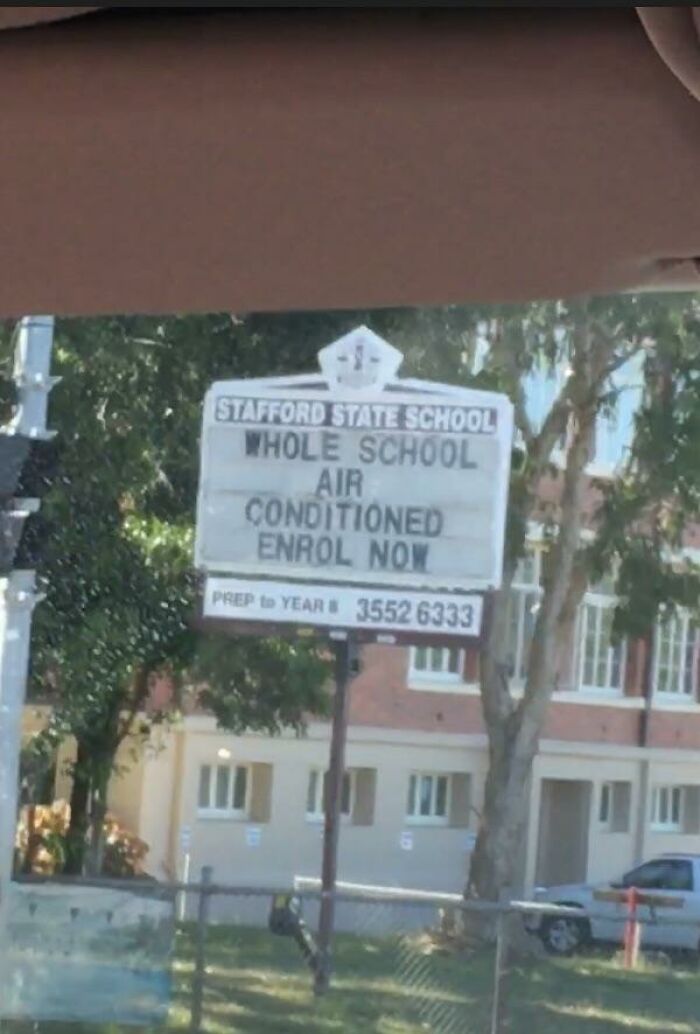 STAFFORD STATE SCHOOL
WHOLE SCHOOL
AIR
CONDITIONED
ENROL NOW
PREP to YEAR 6 3552 6333